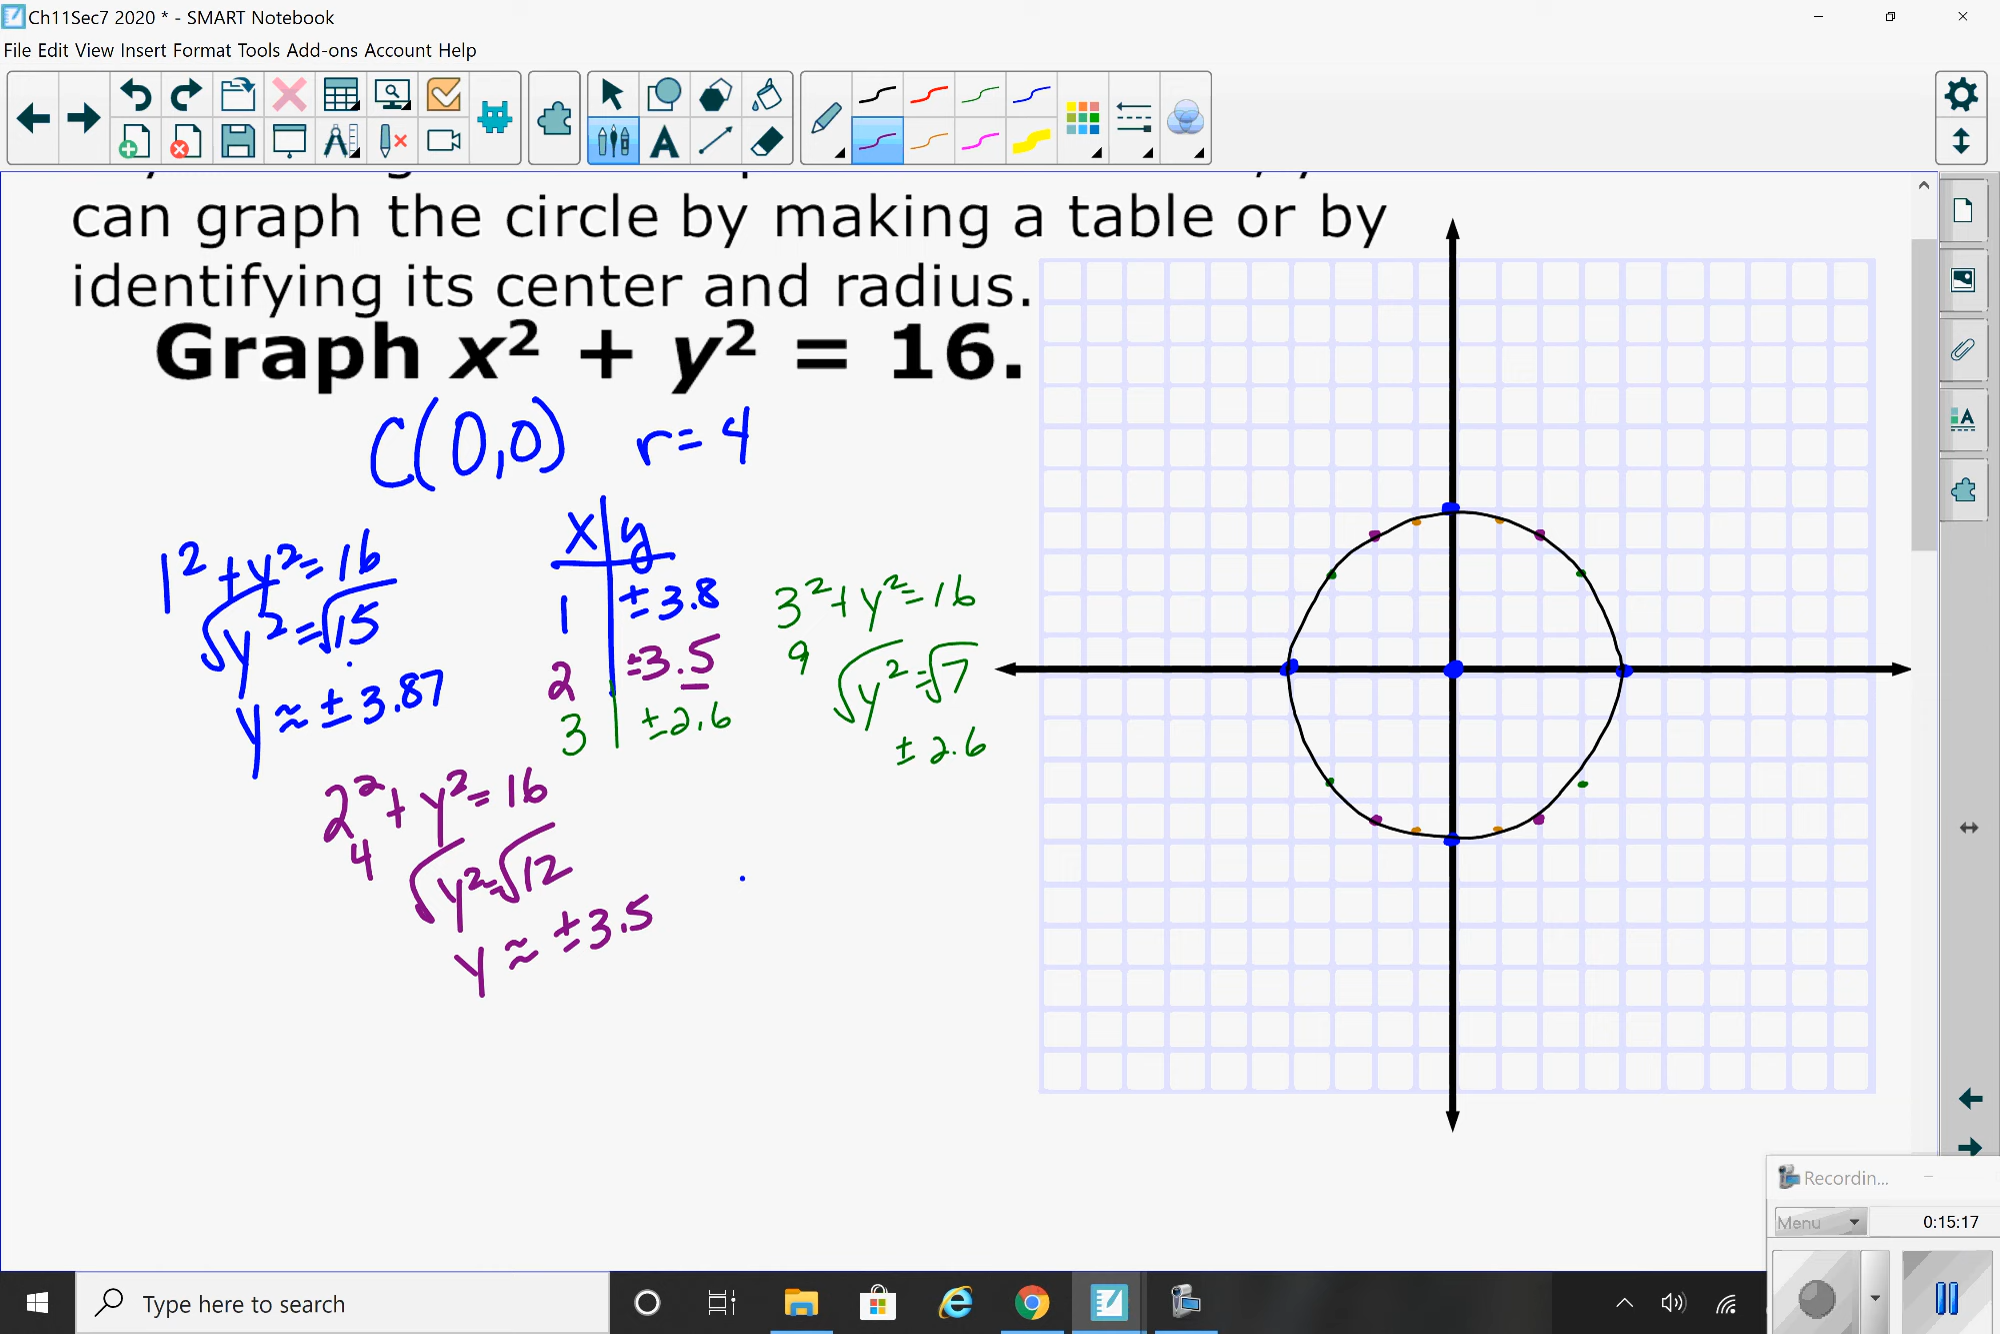 Ch11Sec7 2020 * - SMART Notebook
File Edit View Insert Format Tools Add-ons Account Help
can graph the circle by making a table or by
identifying its center and radius.
Graph x² + y² = 16.
C(0,0) r = 4
x y
1 ± 3.8
2 ±3.5
3 ±2.6
1² + y² = 16
√y² = √15
y ≈ ± 3.87
3² + y² = 16
9 √y² = √7
± 2.6
2² + y² = 16
4 √y² = √12
y ≈ ±3.5
Recordin...
Menu 0:15:17
Type here to search